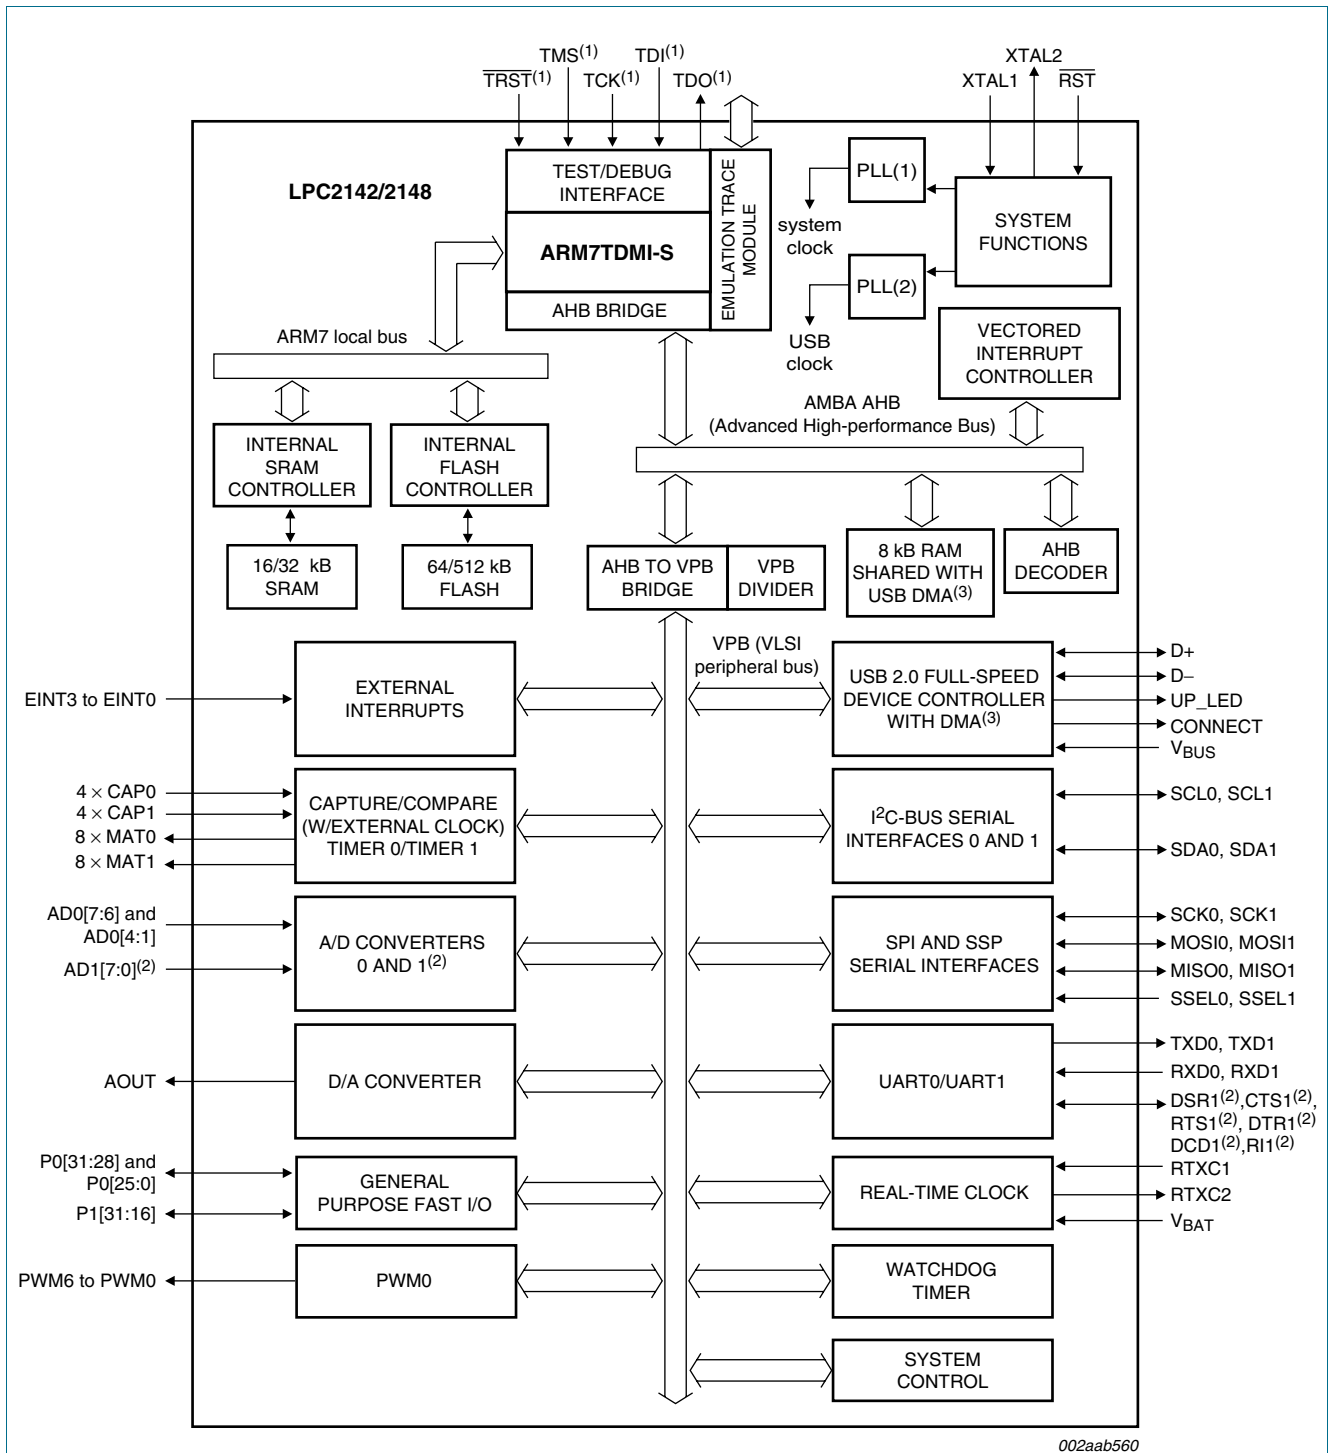 TMS(1)
TDI(1)
XTAL2
TRST(1)
TCK(1)
TDO(1)
XTAL1
RST
LPC2142/2148
TEST/DEBUG
INTERFACE
ARM7TDMI-S
AHB BRIDGE
EMULATION TRACE
MODULE
PLL(1)
system
clock
PLL(2)
USB
clock
SYSTEM
FUNCTIONS
VECTORED
INTERRUPT
CONTROLLER
ARM7 local bus
AMBA AHB
(Advanced High-performance Bus)
INTERNAL
SRAM
CONTROLLER
INTERNAL
FLASH
CONTROLLER
16/32 kB
SRAM
64/512 kB
FLASH
AHB TO VPB
BRIDGE
VPB
DIVIDER
8 kB RAM
SHARED WITH
USB DMA(3)
AHB
DECODER
VPB (VLSI
peripheral bus)
EINT3 to EINT0
EXTERNAL
INTERRUPTS
USB 2.0 FULL-SPEED
DEVICE CONTROLLER
WITH DMA(3)
D+
D−
UP_LED
CONNECT
VBUS
4 × CAP0
4 × CAP1
8 × MAT0
8 × MAT1
CAPTURE/COMPARE
(W/EXTERNAL CLOCK)
TIMER 0/TIMER 1
I2C-BUS SERIAL
INTERFACES 0 AND 1
SCL0, SCL1
SDA0, SDA1
AD0[7:6] and
AD0[4:1]
AD1[7:0](2)
A/D CONVERTERS
0 AND 1(2)
SPI AND SSP
SERIAL INTERFACES
SCK0, SCK1
MOSI0, MOSI1
MISO0, MISO1
SSEL0, SSEL1
AOUT
D/A CONVERTER
UART0/UART1
TXD0, TXD1
RXD0, RXD1
DSR1(2),CTS1(2),
RTS1(2), DTR1(2)
DCD1(2),RI1(2)
P0[31:28] and
P0[25:0]
P1[31:16]
GENERAL
PURPOSE FAST I/O
REAL-TIME CLOCK
RTXC1
RTXC2
VBAT
PWM6 to PWM0
PWM0
WATCHDOG
TIMER
SYSTEM
CONTROL
002aab560